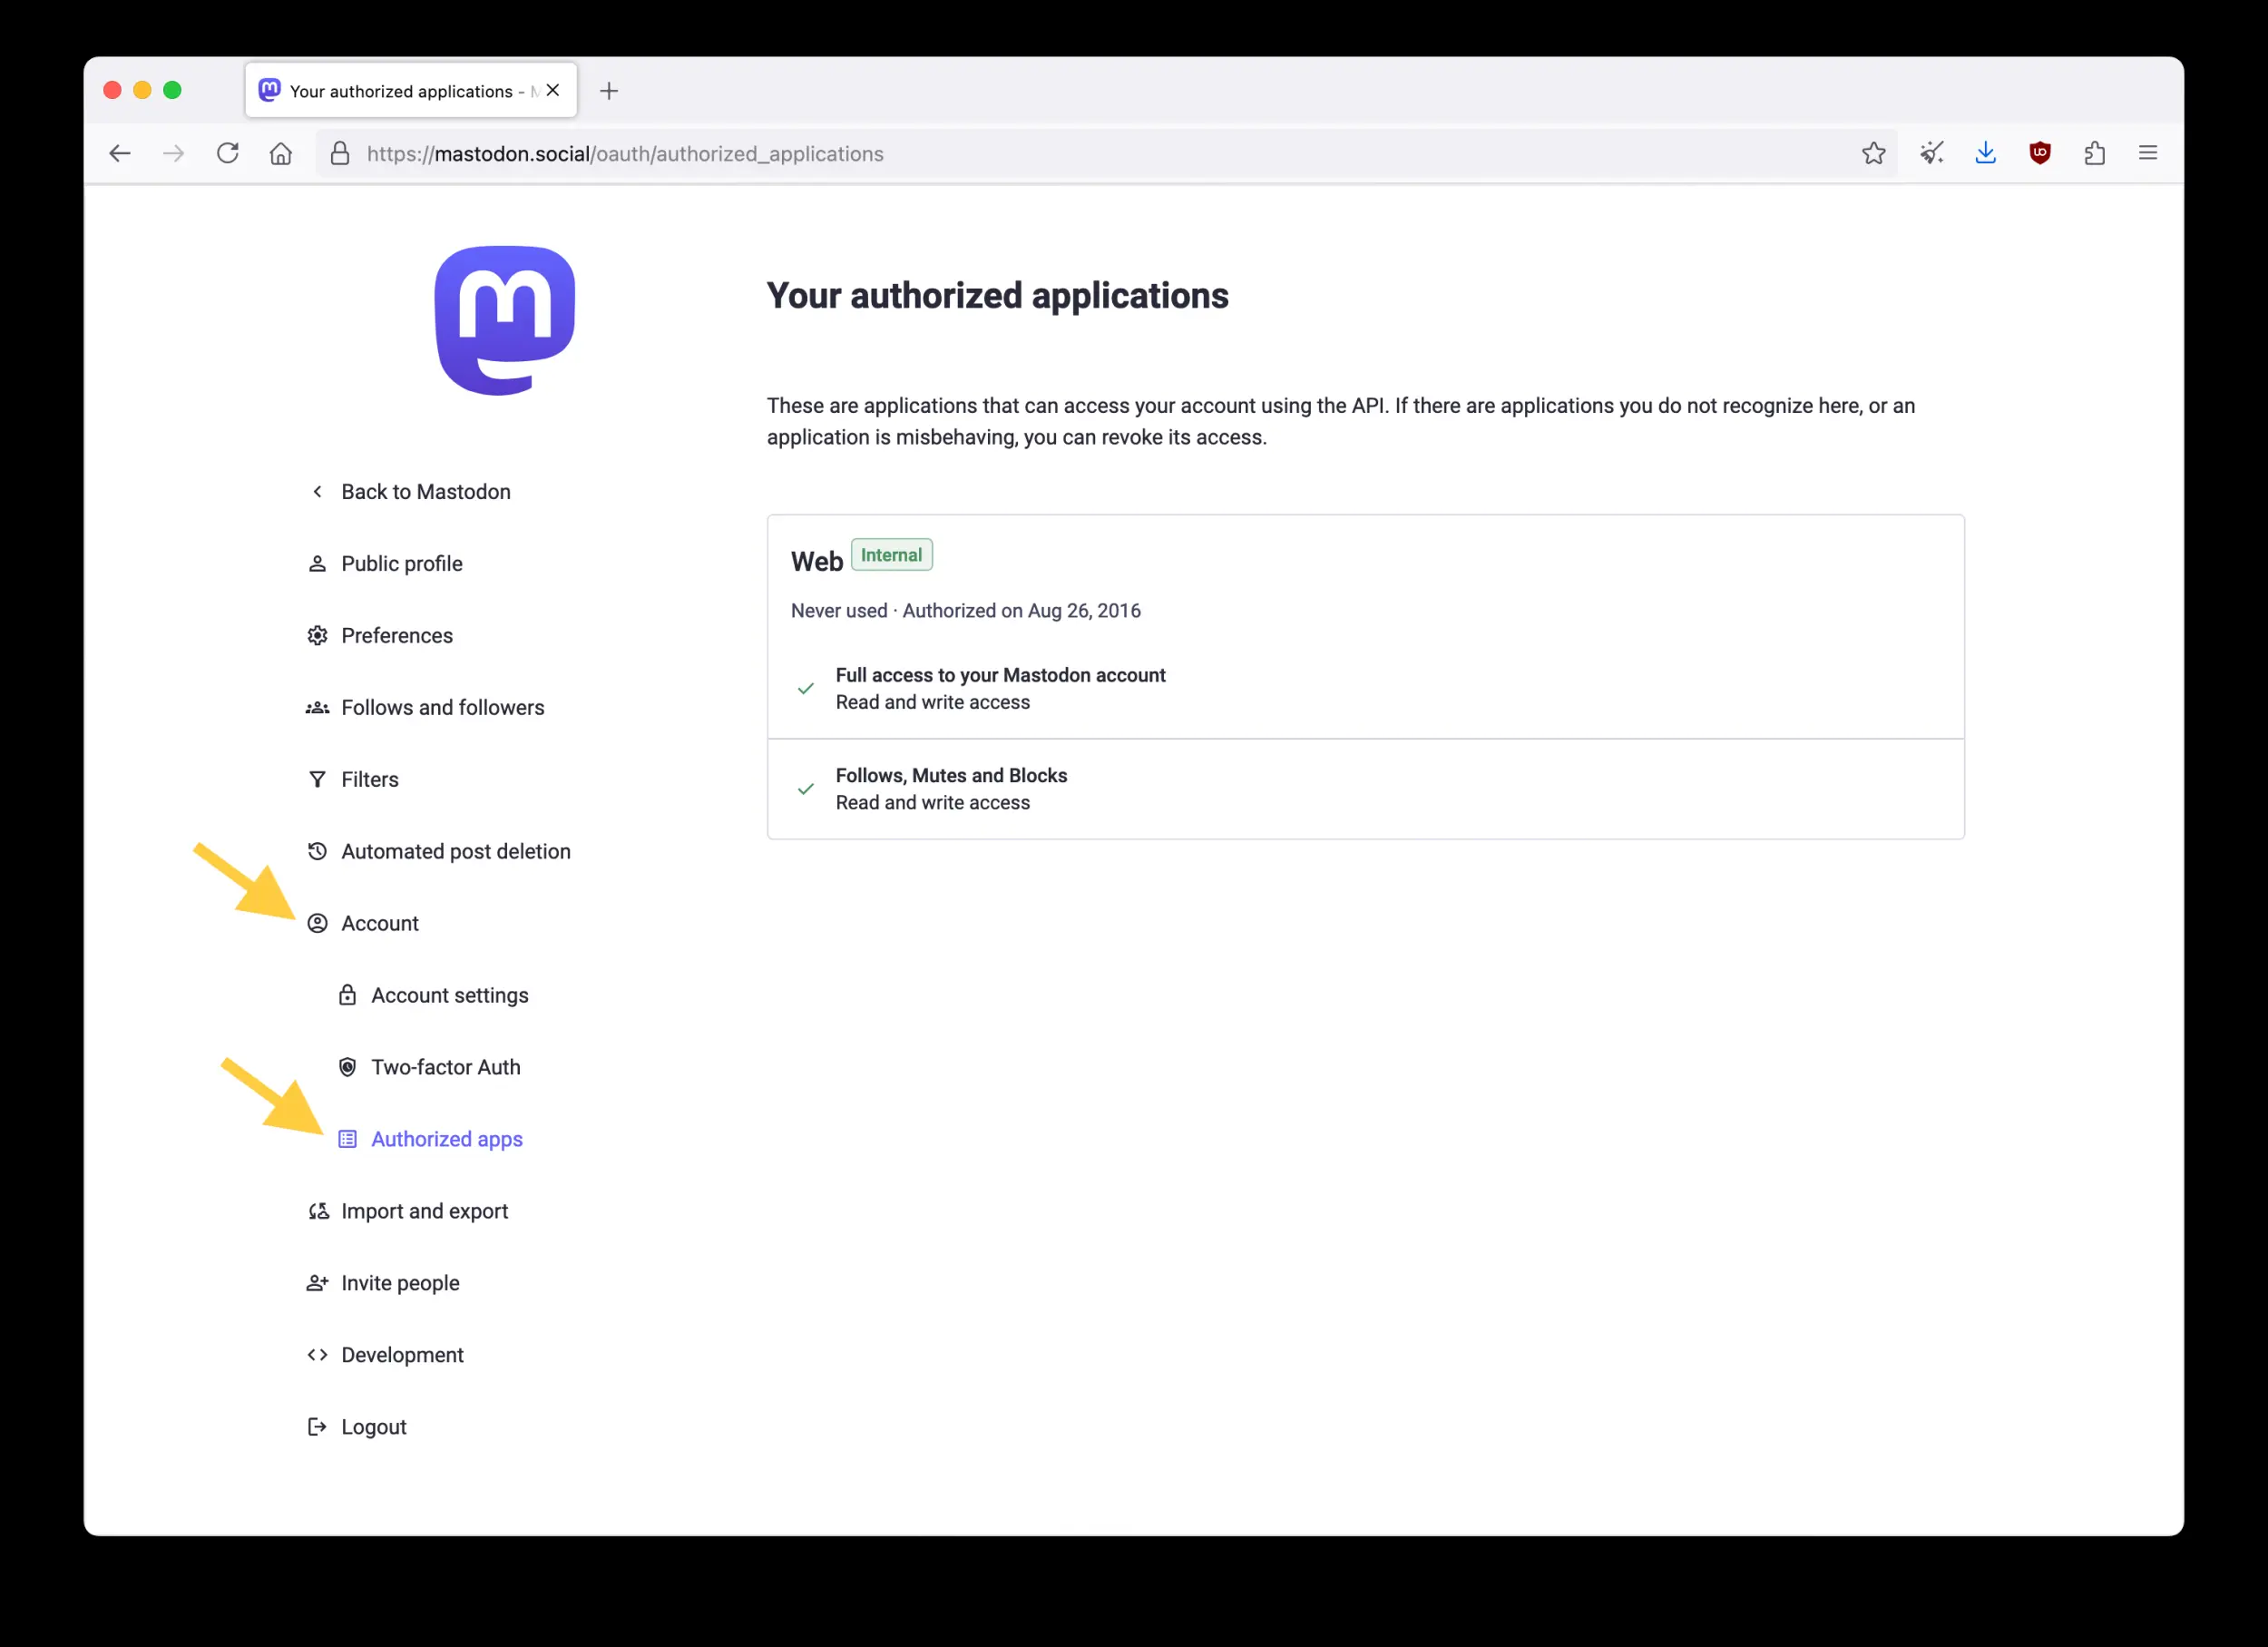 Your authorized applications -
https://mastodon.social/oauth/authorized_applications
Back to Mastodon
Public profile
Preferences
Follows and followers
Filters
Automated post deletion
Account
Account settings
Two-factor Auth
Authorized apps
Import and export
Invite people
Development
Logout
Your authorized applications
These are applications that can access your account using the API. If there are applications you do not recognize here, or an
application is misbehaving, you can revoke its access.
Web Internal
Never used · Authorized on Aug 26, 2016
Full access to your Mastodon account
Read and write access
Follows, Mutes and Blocks
Read and write access